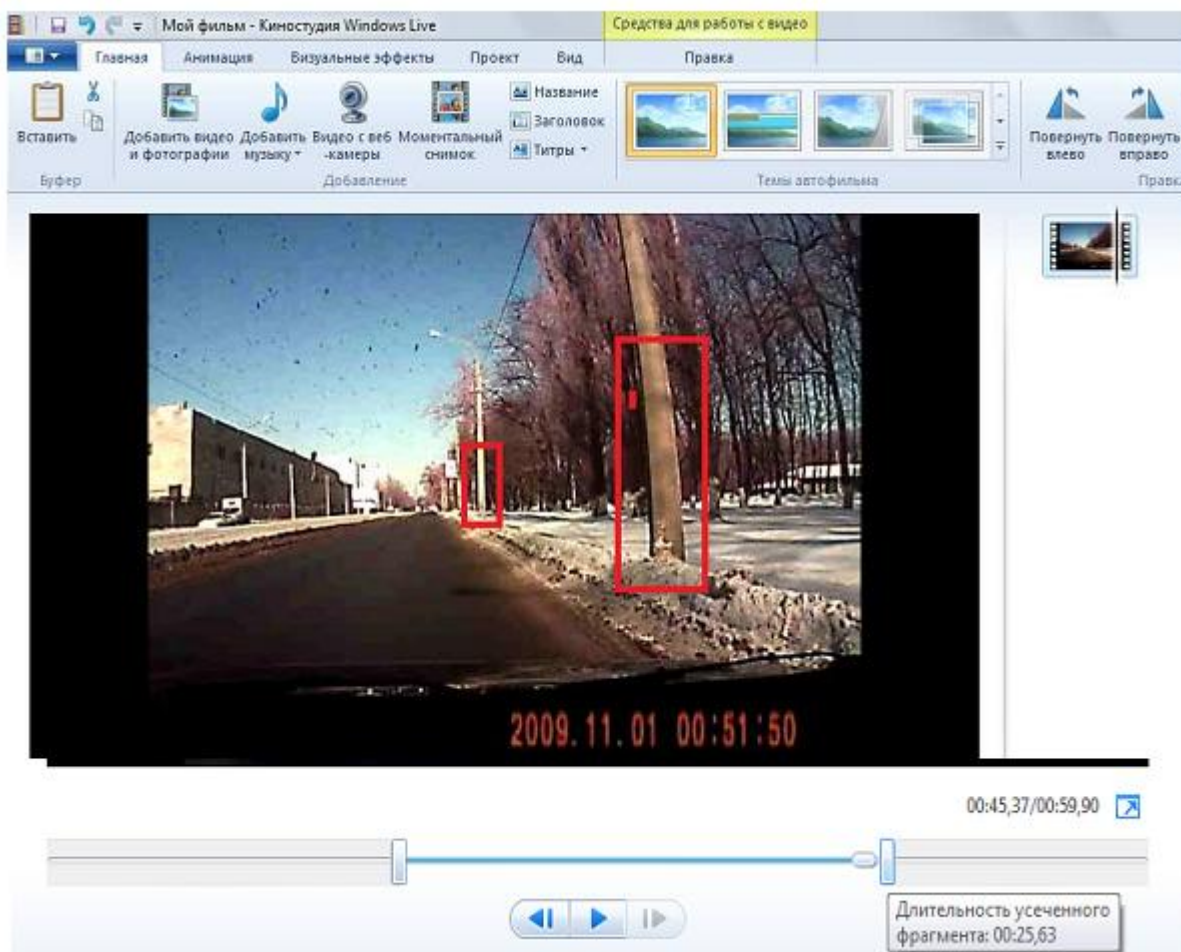 Мой фильм - Киностудия Windows Live
Средства для работы с видео
Главная Анимация Визуальные эффекты Проект Вид Правка
Вставить
Добавить видео и фотографии
Добавить музыку
Видео с веб-камеры
Моментальный снимок
Название
Заголовок
Титры
Повернуть влево
Повернуть вправо
Буфер
Добавление
Темы автофильма
2009.11.01 00:51:50
00:45,37/00:59,90
Длительность усеченного
фрагмента: 00:25,63